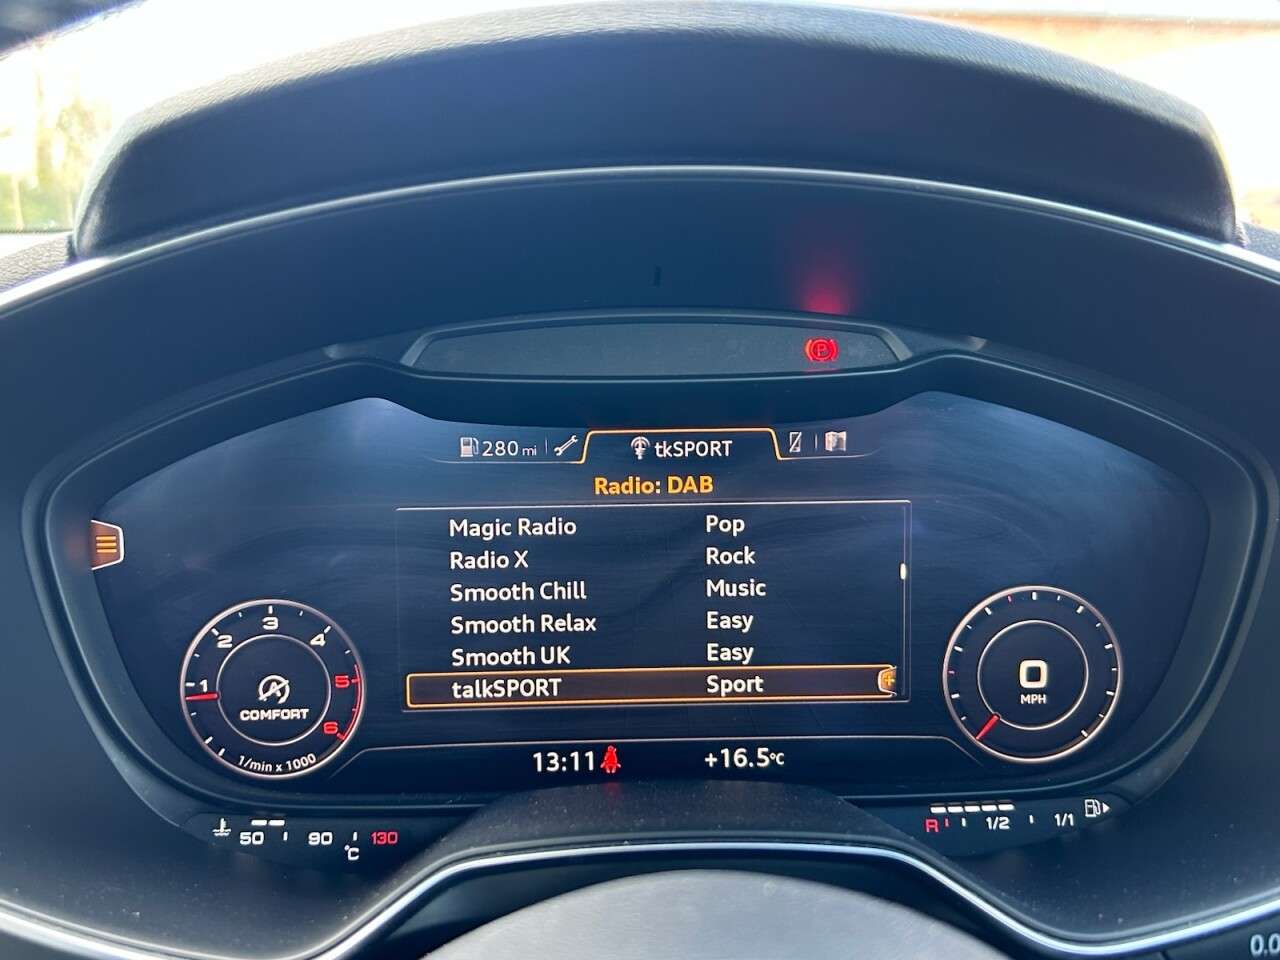 P
280 mi
tkSPORT
Radio: DAB
Magic Radio Pop
Radio X Rock
Smooth Chill Music
Smooth Relax Easy
Smooth UK Easy
talkSPORT Sport
1 2 3 4 5 6
A
COMFORT
1/min x 1000
0
MPH
13:11
+16.5°C
50 90 130
°C
R 1/2 1/1
0.0